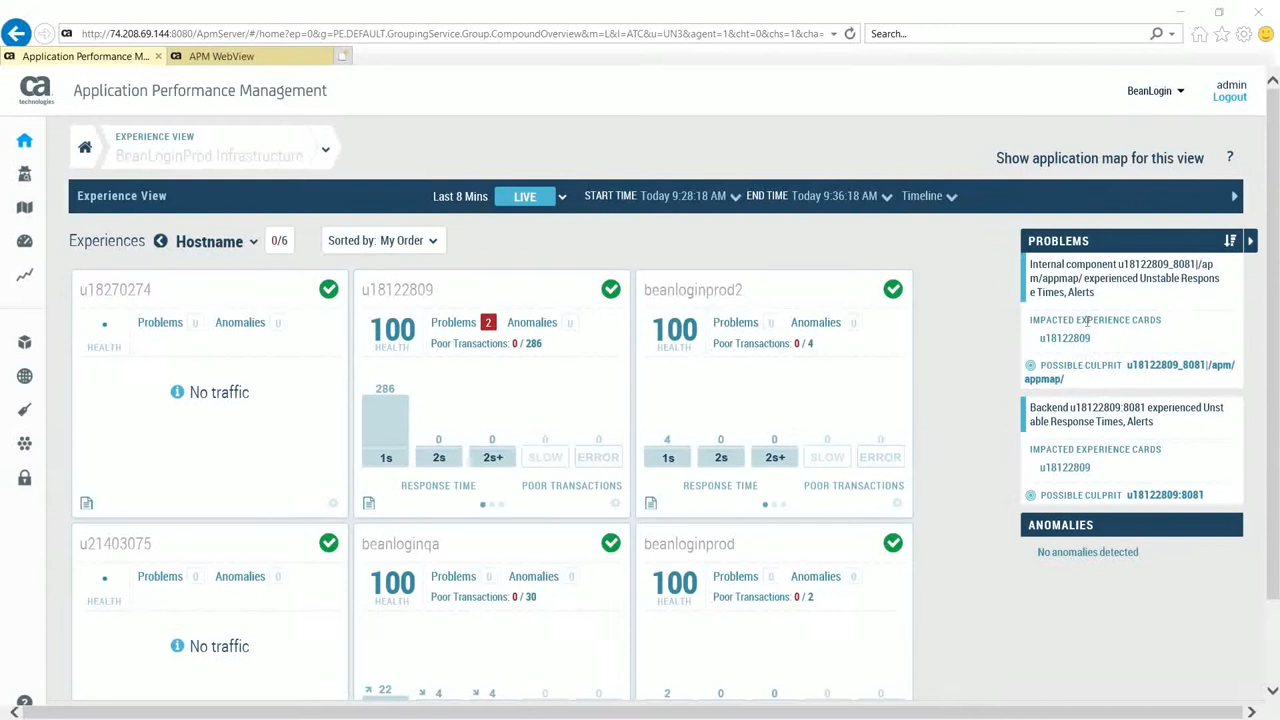 http://74.208.69.144:8080/ApmServer/#/home?ep=0&g=PE.DEFAULT.GroupingService.Group.CompoundOverview&m=L&l=ATC&u=UN3&agent=1&cht=0&chs=1&cha=
Search...
ca Application Performance M...
ca APM WebView
ca technologies
Application Performance Management
BeanLogin
admin
Logout
EXPERIENCE VIEW
BeanLoginProd Infrastructure
Show application map for this view ?
Experience View
Last 8 Mins LIVE START TIME Today 9:28:18 AM END TIME Today 9:36:18 AM Timeline
Experiences Hostname 0/6 Sorted by: My Order
u18270274
HEALTH
Problems 0 Anomalies 0
No traffic
u18122809
100
HEALTH
Problems 2 Anomalies 0
Poor Transactions: 0 / 286
286 0 0 0 0
1s 2s 2s+ SLOW ERROR
RESPONSE TIME POOR TRANSACTIONS
beanloginprod2
100
HEALTH
Problems 0 Anomalies 0
Poor Transactions: 0 / 4
4 0 0 0 0
1s 2s 2s+ SLOW ERROR
RESPONSE TIME POOR TRANSACTIONS
u21403075
HEALTH
Problems 0 Anomalies 0
No traffic
beanloginqa
100
HEALTH
Problems 0 Anomalies 0
Poor Transactions: 0 / 30
22 4 4 0 0
beanloginprod
100
HEALTH
Problems 0 Anomalies 0
Poor Transactions: 0 / 2
2 0 0 0 0
PROBLEMS
Internal component u18122809_8081|/ap
m/appmap/ experienced Unstable Respons
e Times, Alerts
IMPACTED EXPERIENCE CARDS
u18122809
POSSIBLE CULPRIT u18122809_8081|/apm/
appmap/
Backend u18122809:8081 experienced Unst
able Response Times, Alerts
IMPACTED EXPERIENCE CARDS
u18122809
POSSIBLE CULPRIT u18122809:8081
ANOMALIES
No anomalies detected
?